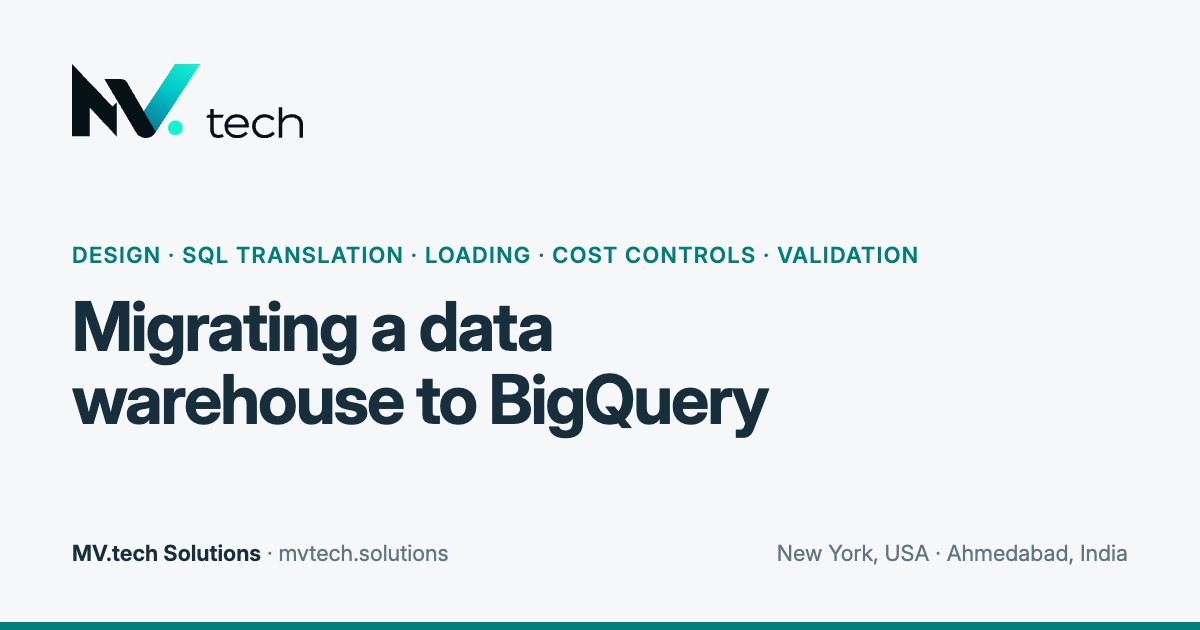 MV. tech
DESIGN · SQL TRANSLATION · LOADING · COST CONTROLS · VALIDATION
Migrating a data
warehouse to BigQuery
MV.tech Solutions · mvtech.solutions
New York, USA · Ahmedabad, India